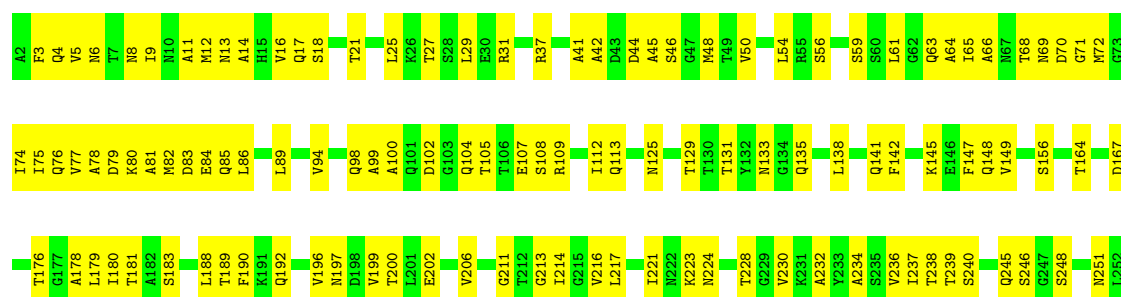 A2 F3 Q4 V5 N6 T7 N8 I9 N10 A11 M12 N13 A14 H15 V16 Q17 S18 T21 L25 K26 T27 S28 L29 E30 R31 R37 A41 A42 D43 D44 A45 S46 G47 M48 T49 V50 L54 R55 S56 S59 S60 L61 G62 Q63 A64 I65 A66 N67 T68 N69 D70 G71 M72 G73
I74 I75 Q76 V77 A78 D79 K80 A81 M82 D83 E84 Q85 L86 L89 V94 Q98 A99 A100 Q101 D102 G103 Q104 T105 T106 E107 S108 R109 I112 Q113 N125 T129 T130 T131 Y132 N133 G134 Q135 L138 Q141 F142 K145 E146 F147 Q148 V149 S156 T164 D167
T176 G177 A178 L179 I180 T181 A182 S183 L188 T189 F190 K191 Q192 V196 N197 D198 V199 T200 L201 E202 V206 G211 T212 G213 I214 G215 V216 L217 I221 N222 K223 N224 T228 G229 V230 K231 A232 Y233 A234 S235 V236 I237 T238 T239 S240 Q245 S246 G247 S248 N251 L252